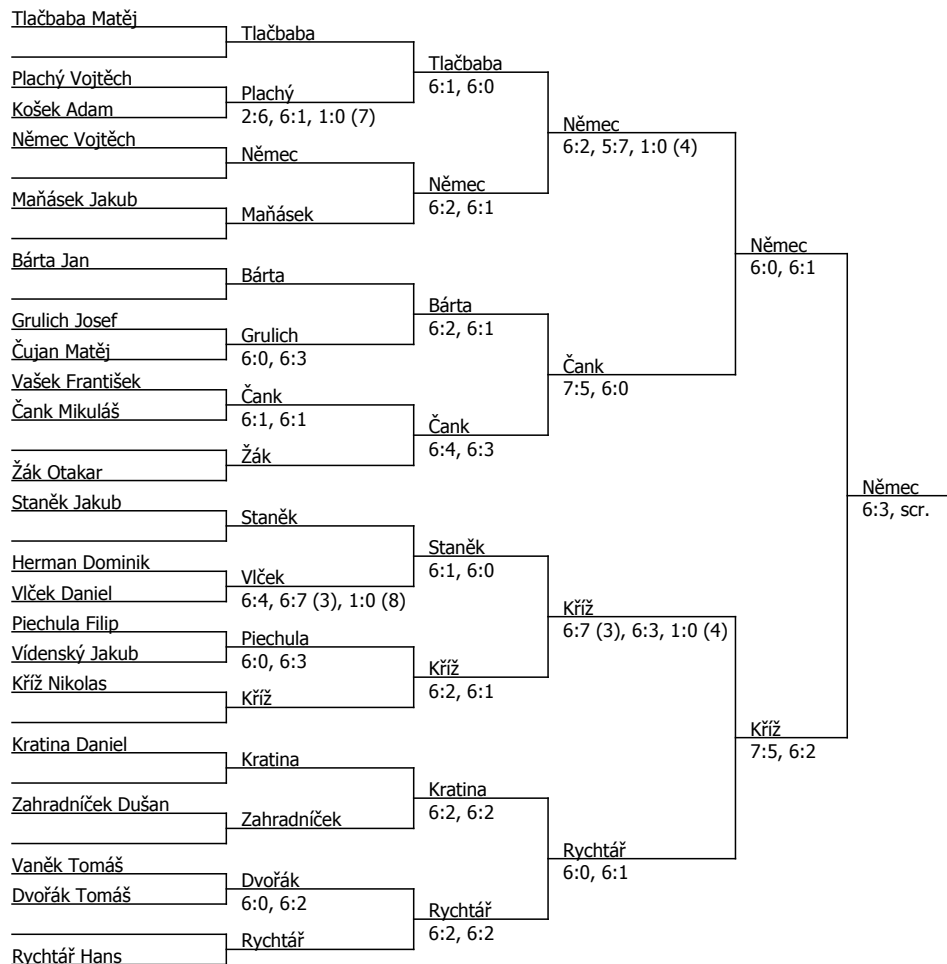 Tlačbaba Matěj
Plachý Vojtěch
Košek Adam
Němec Vojtěch
Maňásek Jakub
Bárta Jan
Grulich Josef
Čujan Matěj
Vašek František
Čank Mikuláš
Žák Otakar
Staněk Jakub
Herman Dominik
Vlček Daniel
Piechula Filip
Vídenský Jakub
Kříž Nikolas
Kratina Daniel
Zahradníček Dušan
Vaněk Tomáš
Dvořák Tomáš
Rychtář Hans
Tlačbaba
Plachý
2:6, 6:1, 1:0 (7)
Němec
Maňásek
Bárta
Grulich
6:0, 6:3
Čank
6:1, 6:1
Žák
Staněk
Vlček
6:4, 6:7 (3), 1:0 (8)
Piechula
6:0, 6:3
Kříž
Kratina
Zahradníček
Dvořák
6:0, 6:2
Rychtář
Tlačbaba
6:1, 6:0
Němec
6:2, 6:1
Bárta
6:2, 6:1
Čank
6:4, 6:3
Staněk
6:1, 6:0
Kříž
6:2, 6:1
Kratina
6:2, 6:2
Rychtář
6:2, 6:2
Němec
6:2, 5:7, 1:0 (4)
Čank
7:5, 6:0
Kříž
6:7 (3), 6:3, 1:0 (4)
Rychtář
6:0, 6:1
Němec
6:0, 6:1
Kříž
7:5, 6:2
Němec
6:3, scr.